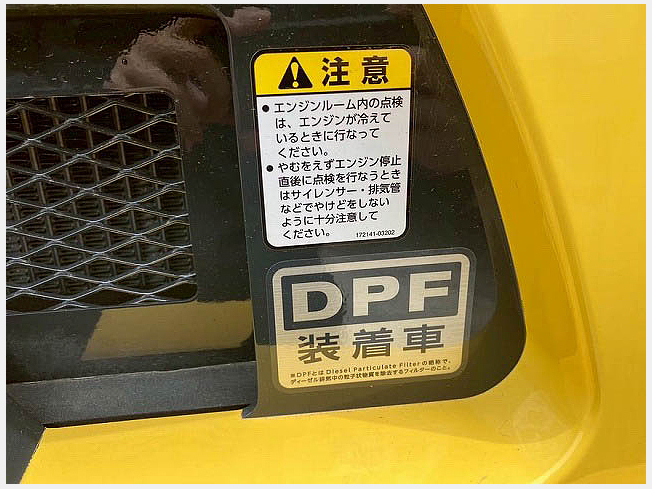 注意
●エンジンルーム内の点検
は、エンジンが冷えて
いるときに行なって
ください。
●やむをえずエンジン停止
直後に点検を行なうとき
はサイレンサー・排気管
などでやけどをしない
ように十分注意して
ください。
172141-03202
DPF
装着車
※DPFとはDiesel Particulate Filterの略称で、
ディーゼル排気中の粒子状物質を除去するフィルターのこと。